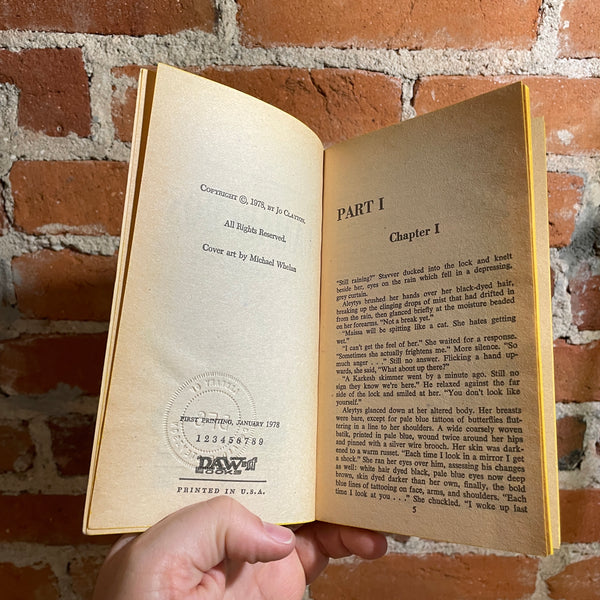 Copyright ©, 1978, by Jo Clayton.
All Rights Reserved.
Cover art by Michael Whelan
First Printing, January 1978
1 2 3 4 5 6 7 8 9
DAW
BOOKS
PRINTED IN U.S.A.
PART I
Chapter I
"Still raining?" Stavver ducked into the lock and knelt
beside her, eyes on the rain which fell in a depressing,
grey curtain.
Aleytys brushed her hands over her black-dyed hair,
breaking up the clinging drops of mist that had drifted in
from the rain, then glanced briefly at the moisture beaded
on her forearms. "Not a break yet."
"Maissa will be spitting like a cat. She hates getting
wet."
"I can't get the feel of her." She waited for a response.
"Sometimes she actually frightens me." More silence. "So
much anger . . ." Still no answer. Flicking a hand up-
wards, she said, "What about up there?"
"A Karkesh skimmer went by a minute ago. Still no
sign they know we're here." He relaxed against the far
side of the lock and smiled at her. "You don't look like
yourself."
Aleytys glanced down at her altered body. Her breasts
were bare, except for pale blue tattoos of butterflies flut-
tering in a line to her shoulders. A wide coarsely woven
batik, printed in pale blue, wound twice around her hips
and pinned with a silver wire brooch. Her skin was dark-
ened to a warm russet. "Each time I look in a mirror I get
a shock." She ran her eyes over him, assessing his changes
as well: white hair dyed black, pale blue eyes now deep
brown, skin dyed darker than her own, finally, the bold
blue lines of tattooing on face, arms, and shoulders. "Each
time I look at you . . ." She chuckled. "I woke up fast
5